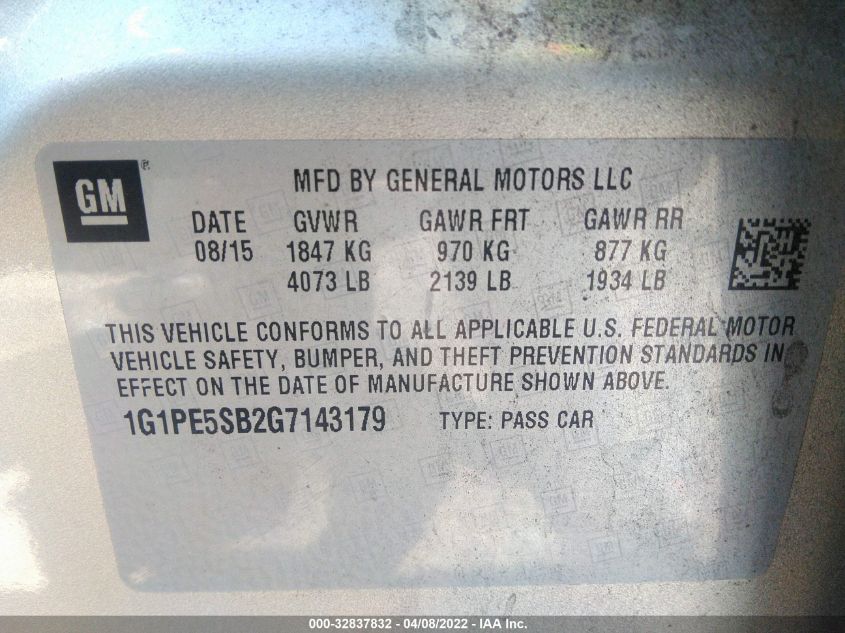 GM
®
MFD BY GENERAL MOTORS LLC
DATE GVWR GAWR FRT GAWR RR
08/15 1847 KG 970 KG 877 KG
4073 LB 2139 LB 1934 LB
THIS VEHICLE CONFORMS TO ALL APPLICABLE U.S. FEDERAL MOTOR
VEHICLE SAFETY, BUMPER, AND THEFT PREVENTION STANDARDS IN
EFFECT ON THE DATE OF MANUFACTURE SHOWN ABOVE.
1G1PE5SB2G7143179 TYPE: PASS CAR
000-32837832 - 04/08/2022 - IAA Inc.